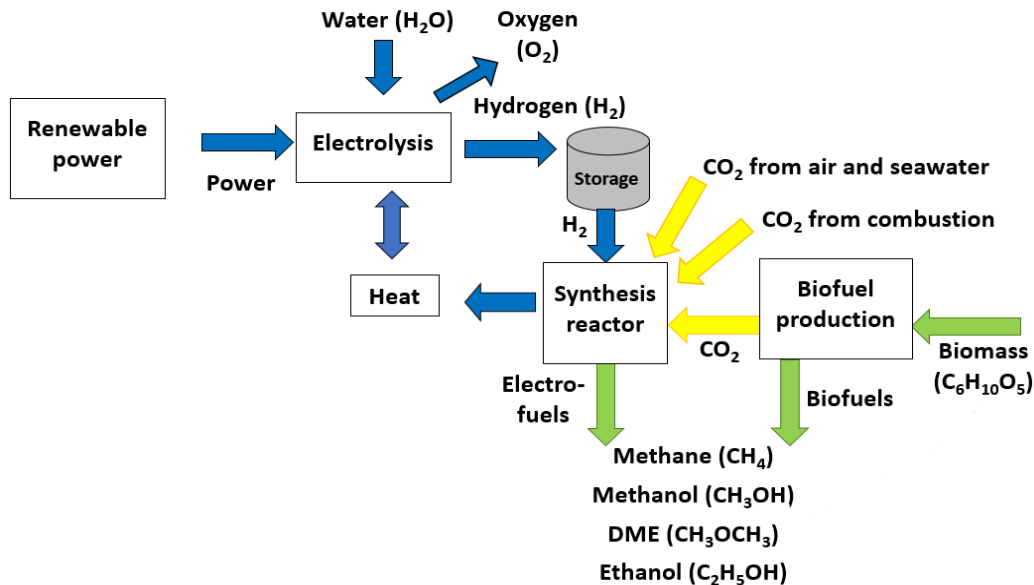 Water (H₂O)
Oxygen
(O₂)
Renewable
power
Power
Electrolysis
Hydrogen (H₂)
Storage
H₂
CO₂ from air and seawater
CO₂ from combustion
Heat
Synthesis
reactor
CO₂
Biofuel
production
Biomass
(C₆H₁₀O₅)
Electro-
fuels
Biofuels
Methane (CH₄)
Methanol (CH₃OH)
DME (CH₃OCH₃)
Ethanol (C₂H₅OH)